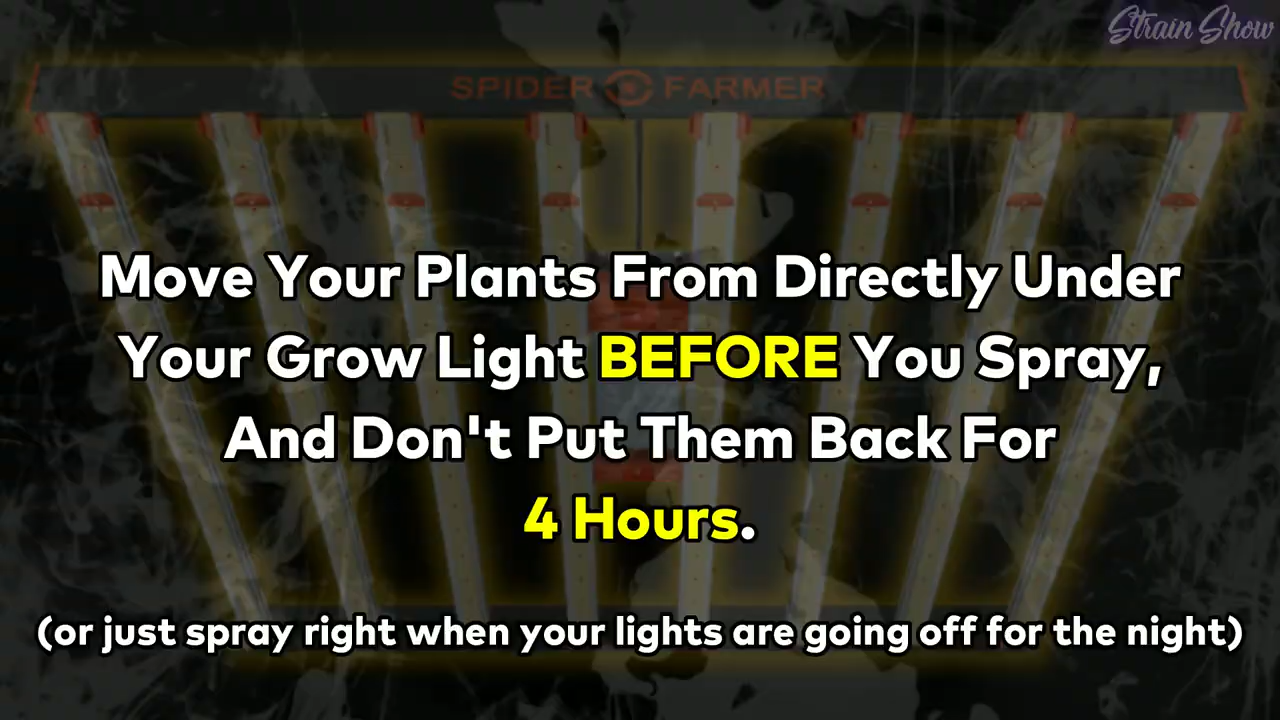 Strain Show
SPIDER FARMER
Move Your Plants From Directly Under
Your Grow Light BEFORE You Spray,
And Don't Put Them Back For
4 Hours.
(or just spray right when your lights are going off for the night)